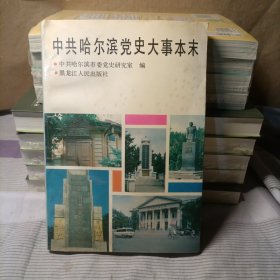 中共哈尔滨党史大事本末
●中共哈尔滨市委党史研究室 编
●黑龙江人民出版社